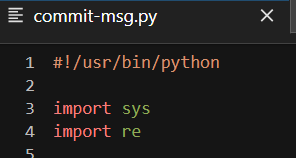 commit-msg.py
1 #!/usr/bin/python
2
3 import sys
4 import re
5